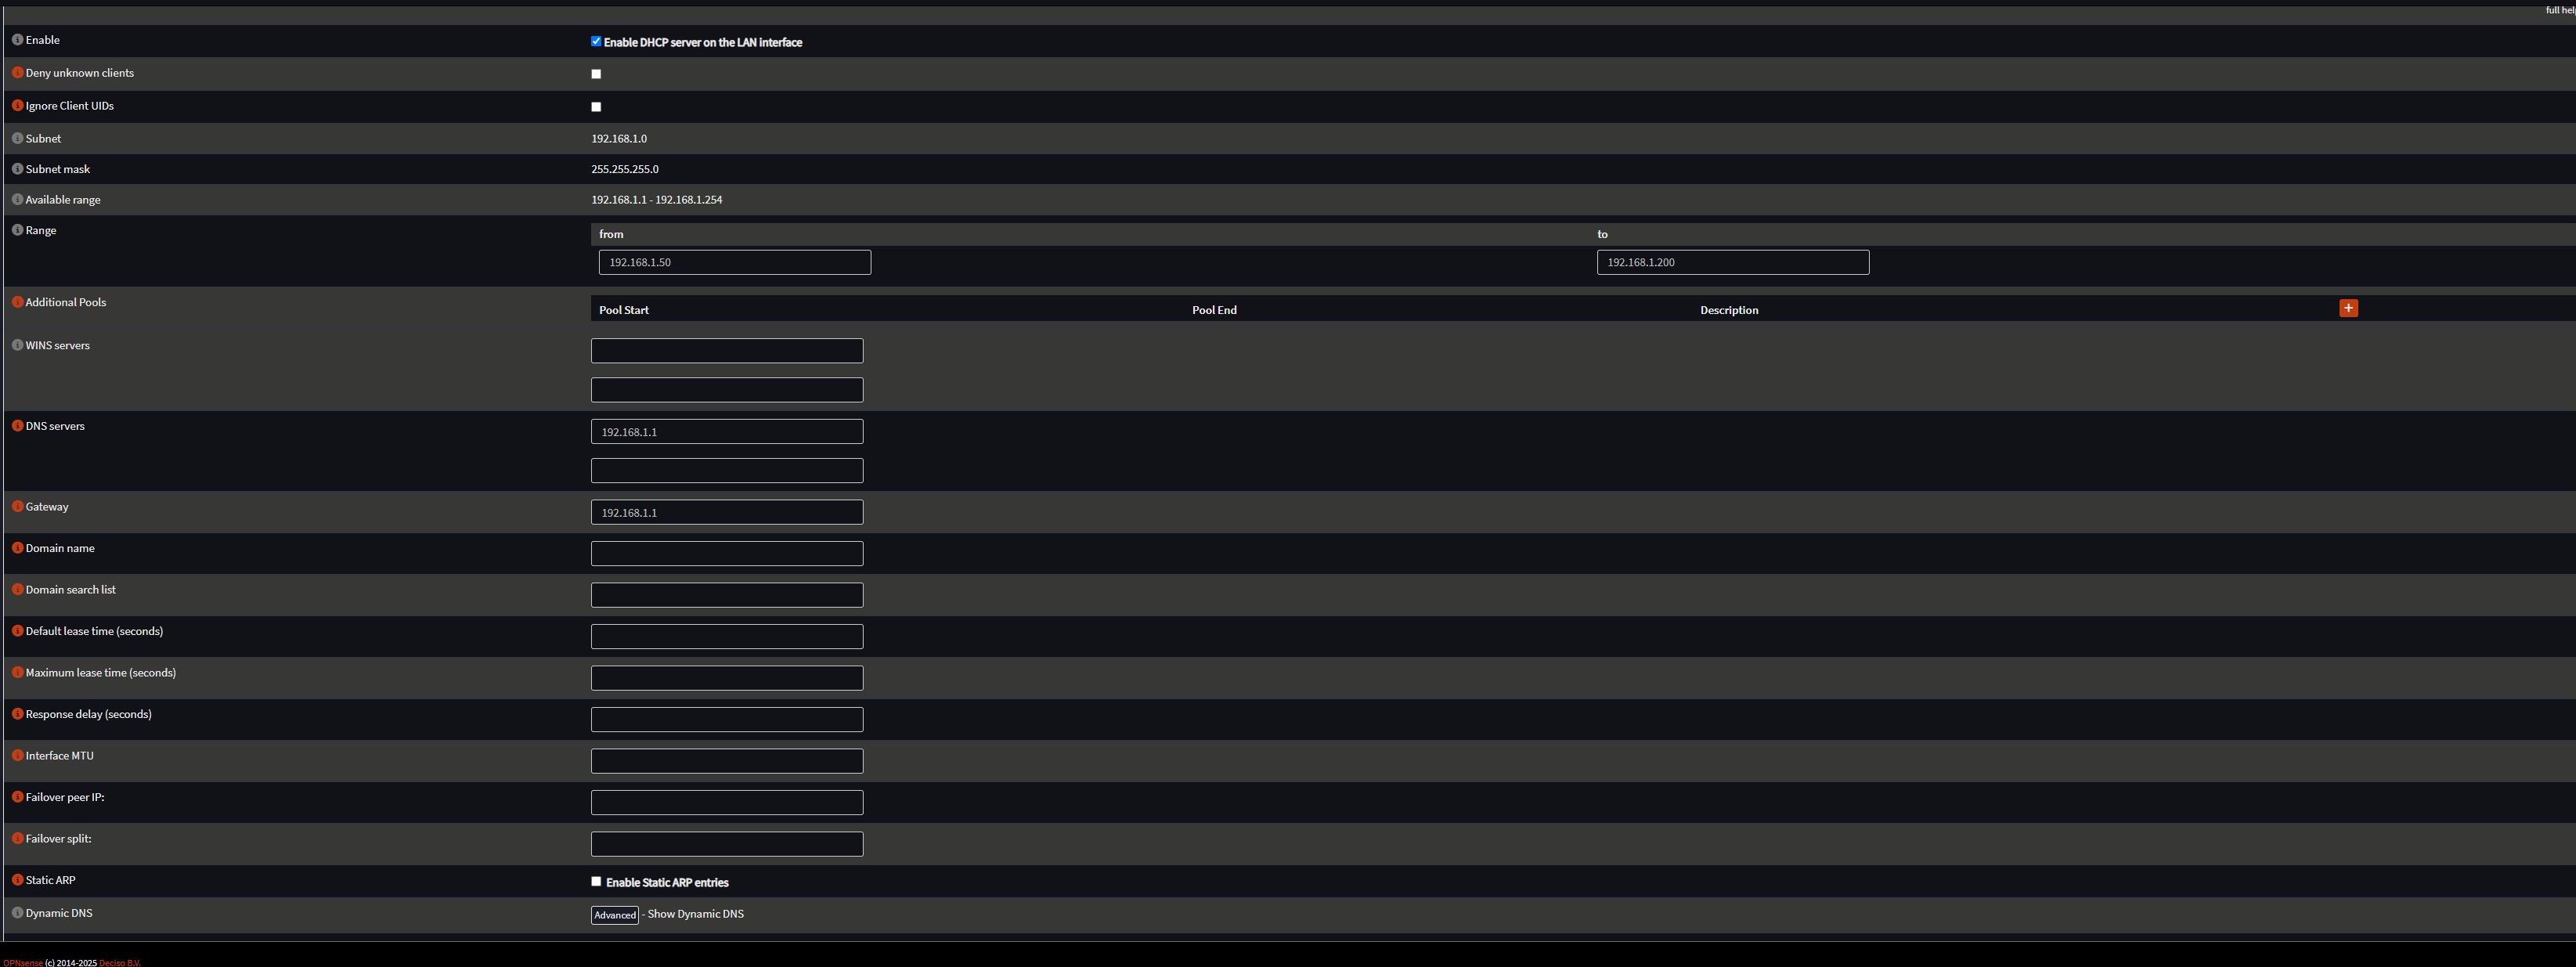 full hel
Enable
Enable DHCP server on the LAN interface
Deny unknown clients
Ignore Client UIDs
Subnet 192.168.1.0
Subnet mask 255.255.255.0
Available range 192.168.1.1 - 192.168.1.254
Range from to
192.168.1.50 192.168.1.200
Additional Pools Pool Start Pool End Description
WINS servers
DNS servers 192.168.1.1
Gateway 192.168.1.1
Domain name
Domain search list
Default lease time (seconds)
Maximum lease time (seconds)
Response delay (seconds)
Interface MTU
Failover peer IP:
Failover split:
Static ARP Enable Static ARP entries
Dynamic DNS Advanced - Show Dynamic DNS
OPNsense (c) 2014-2025 Deciso B.V.